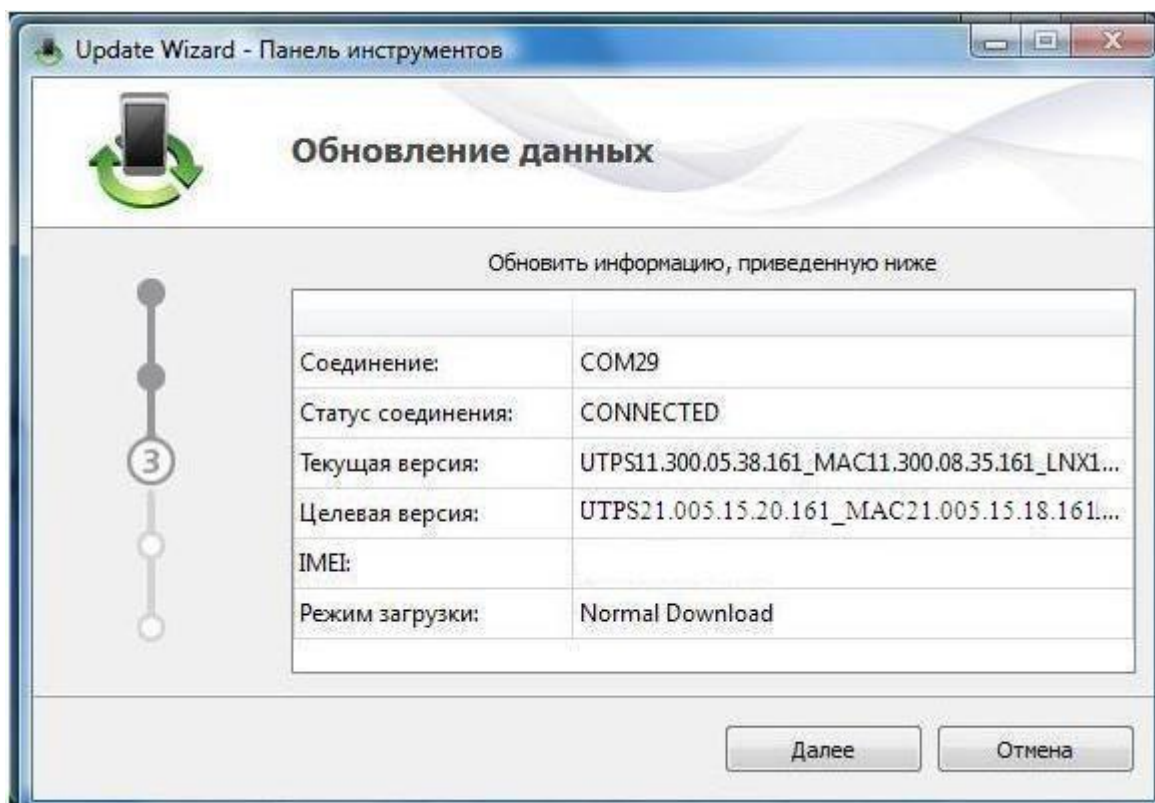 Update Wizard - Панель инструментов
Обновление данных
Обновить информацию, приведенную ниже
Соединение: COM29
Статус соединения: CONNECTED
3
Текущая версия: UTPS11.300.05.38.161_MAC11.300.08.35.161_LNX1...
Целевая версия: UTPS21.005.15.20.161_MAC21.005.15.18.161...
IMEI:
Режим загрузки: Normal Download
Далее Отмена